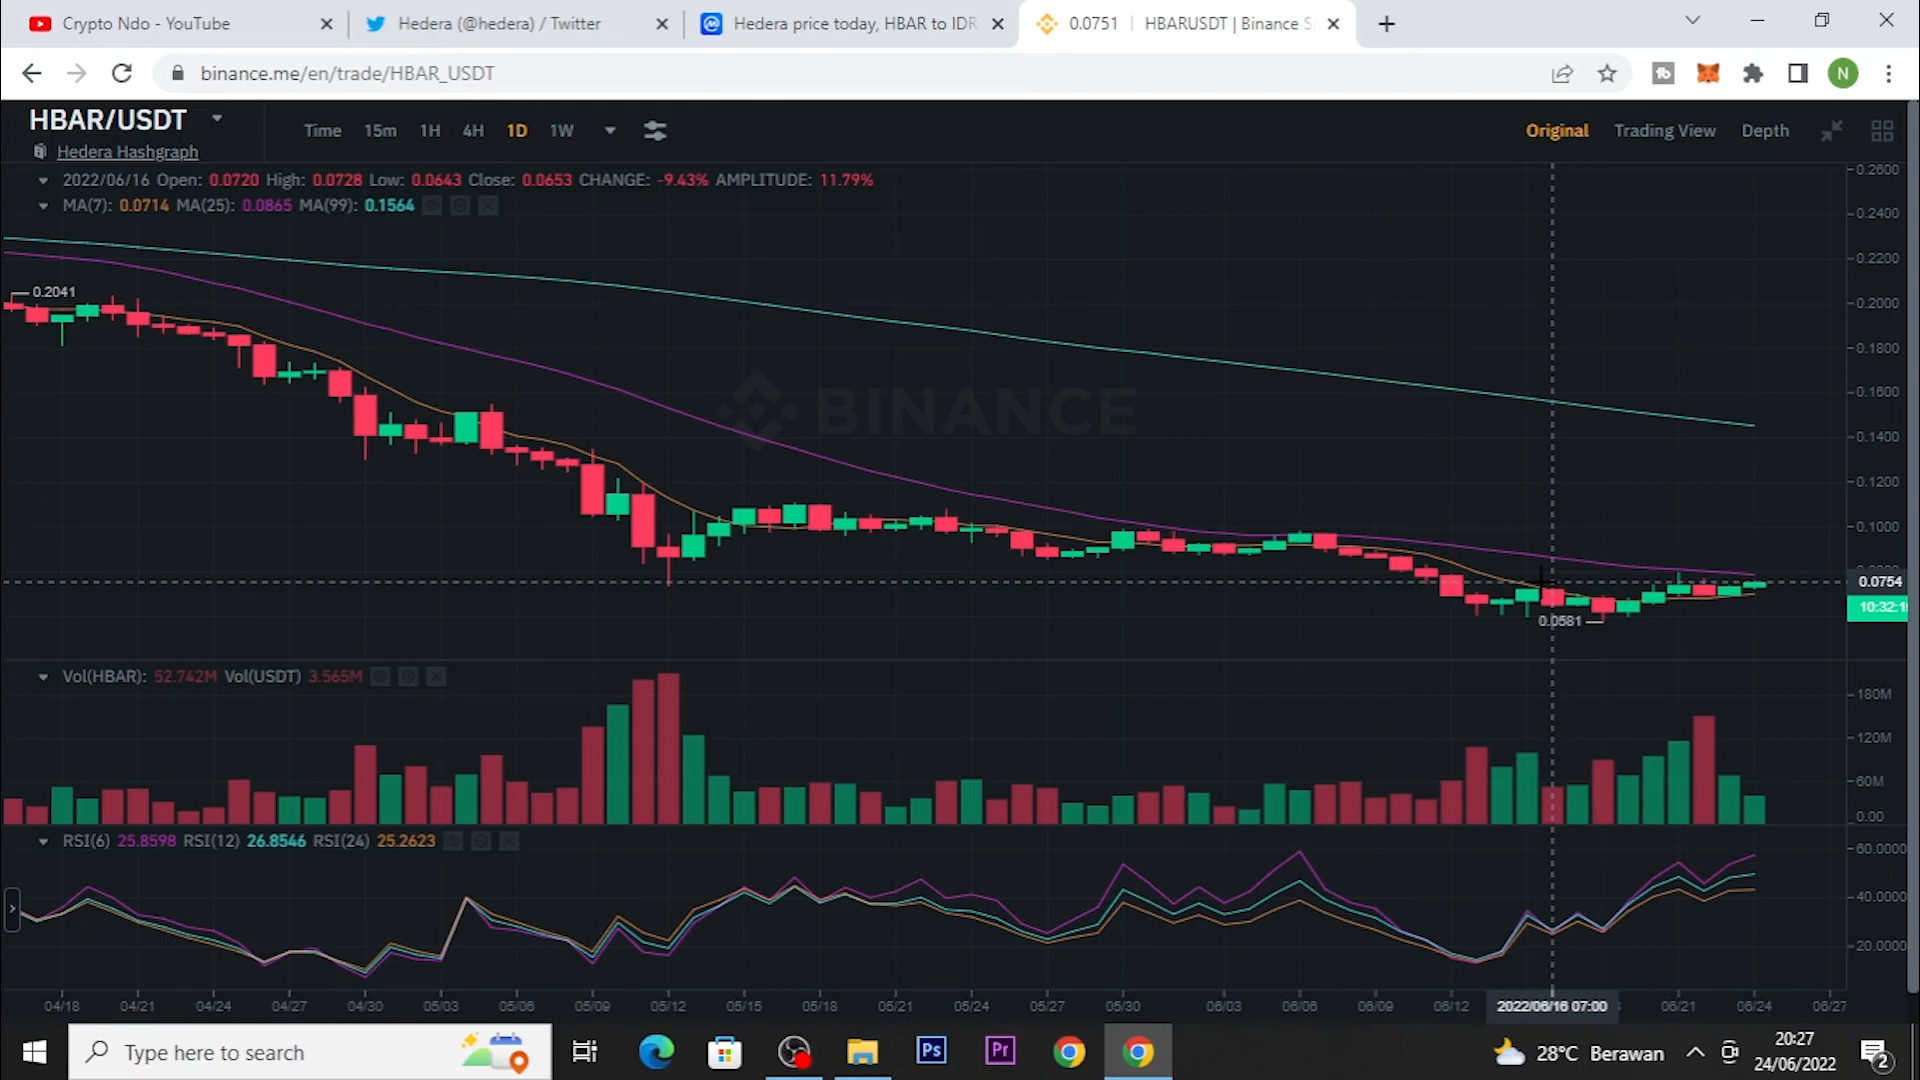 Crypto Ndo - YouTube
Hedera (@hedera) / Twitter
Hedera price today, HBAR to IDR
0.0751 | HBARUSDT | Binance S
binance.me/en/trade/HBAR_USDT
N
HBAR/USDT
Hedera Hashgraph
Time 15m 1H 4H 1D 1W
Original Trading View Depth
2022/06/16 Open: 0.0720 High: 0.0728 Low: 0.0643 Close: 0.0653 CHANGE: -9.43% AMPLITUDE: 11.79%
MA(7): 0.0714 MA(25): 0.0865 MA(99): 0.1564
0.2600
0.2400
0.2200
0.2041
0.2000
0.1800
0.1600
BINANCE
0.1400
0.1200
0.1000
0.0754
10:32:1
0.0581
Vol(HBAR): 52.742M Vol(USDT) 3.565M
180M
120M
60M
0.00
RSI(6) 25.8598 RSI(12) 26.8546 RSI(24) 25.2623
60.0000
40.0000
20.0000
04/18 04/21 04/24 04/27 04/30 05/03 05/06 05/09 05/12 05/15 05/18 05/21 05/24 05/27 05/30 06/03 06/06 06/09 06/12 2022/06/16 07:00 06/21 06/24 06/27
Type here to search
Ps
Pr
28°C Berawan
20:27
24/06/2022
2